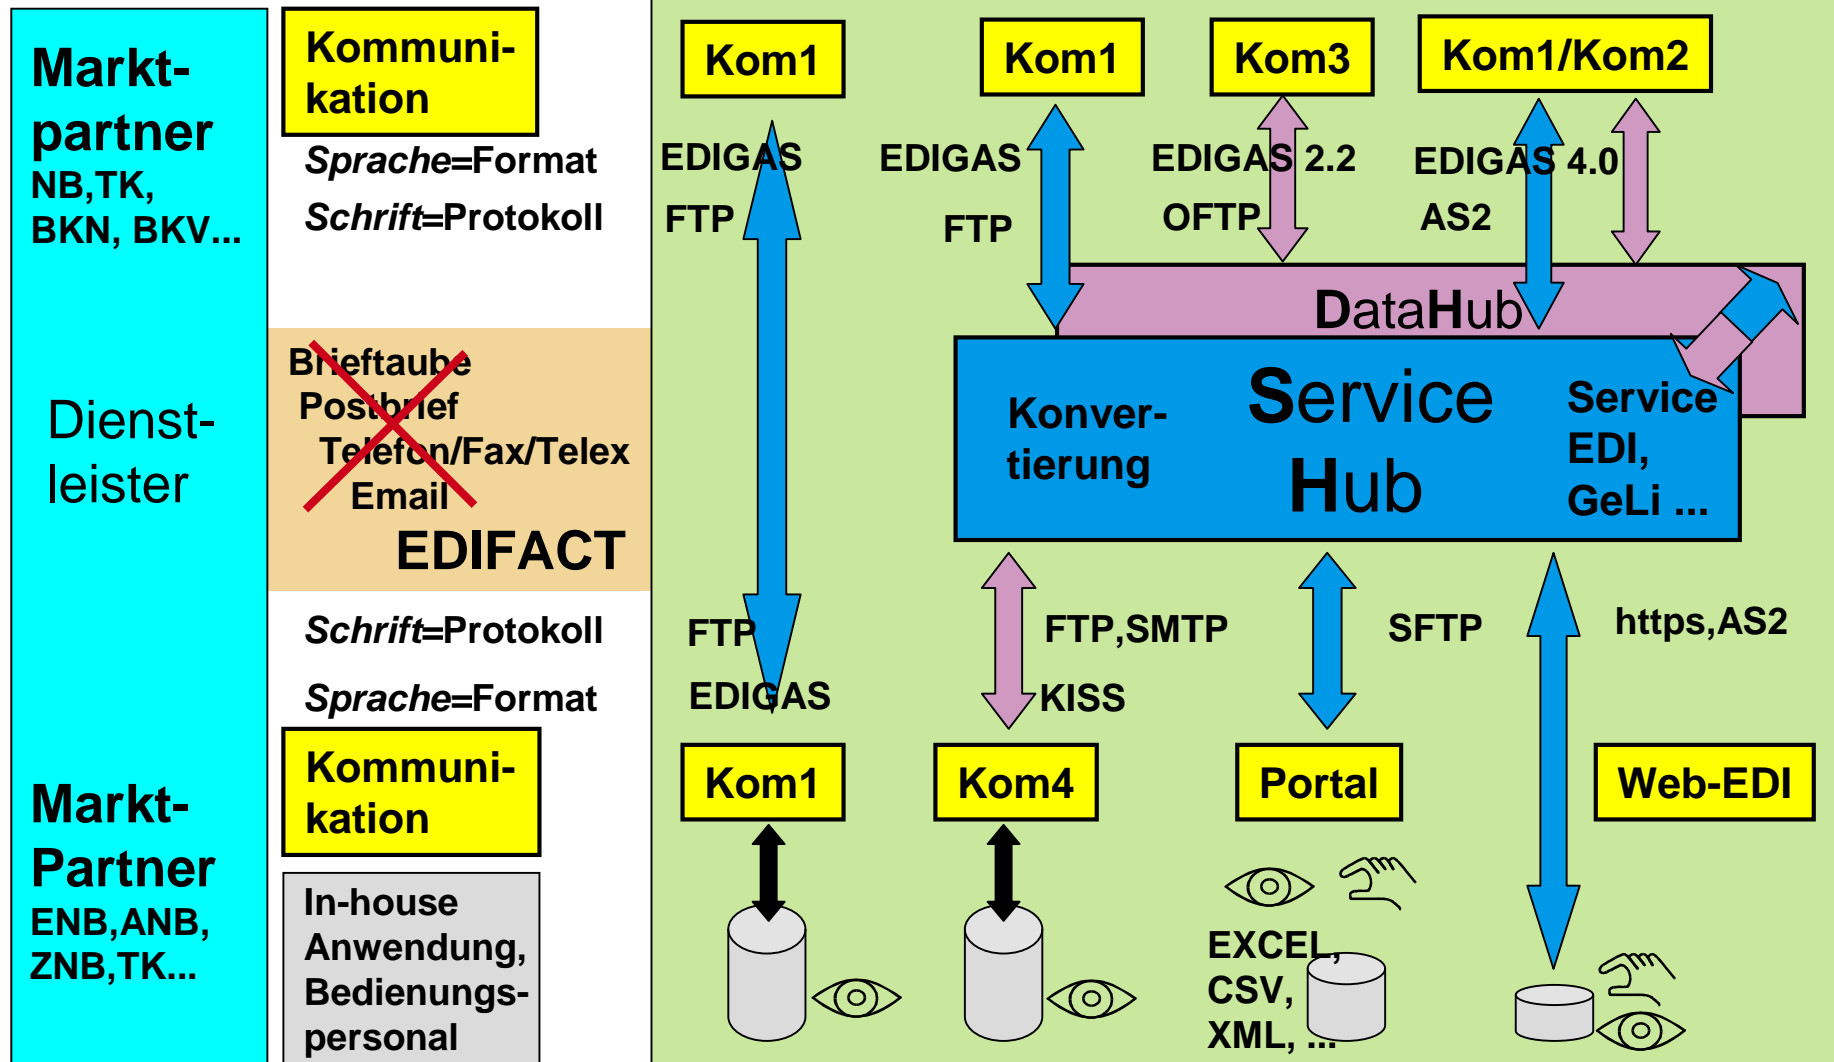 Markt-
partner
NB,TK,
BKN, BKV...
Dienst-
leister
Markt-
Partner
ENB,ANB,
ZNB,TK...
Kommuni-
kation
Sprache=Format
Schrift=Protokoll
Brieftaube
Postbrief
Telefon/Fax/Telex
Email
EDIFACT
Schrift=Protokoll
Sprache=Format
Kommuni-
kation
In-house
Anwendung,
Bedienungs-
personal
Kom1
EDIGAS
FTP
FTP
EDIGAS
Kom1
Kom1
EDIGAS
FTP
Kom3
EDIGAS 2.2
OFTP
Kom1/Kom2
EDIGAS 4.0
AS2
DataHub
Konver-
tierung
Service
Hub
Service
EDI,
GeLi ...
FTP,SMTP
KISS
Kom4
SFTP
Portal
EXCEL,
CSV,
XML, ...
https,AS2
Web-EDI